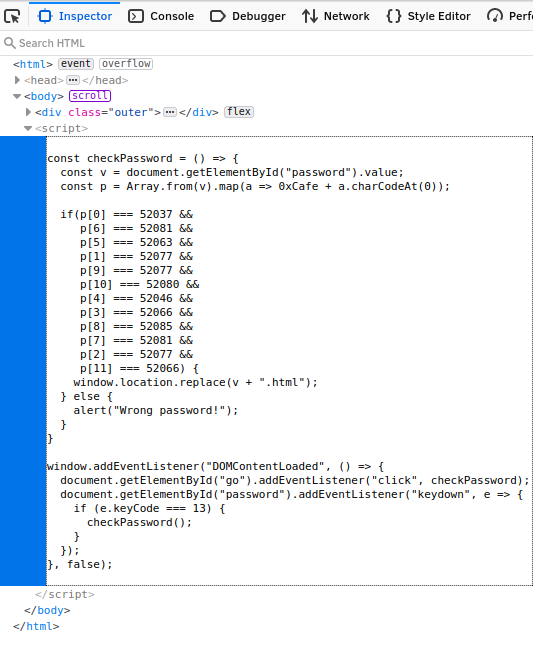 Inspector Console Debugger Network Style Editor Perf
Search HTML
<html> event overflow
<head> ··· </head>
<body> scroll
<div class="outer"> ··· </div> flex
<script>
const checkPassword = () => {
  const v = document.getElementById("password").value;
  const p = Array.from(v).map(a => 0xCafe + a.charCodeAt(0));
  if(p[0] === 52037 &&
     p[6] === 52081 &&
     p[5] === 52063 &&
     p[1] === 52077 &&
     p[9] === 52077 &&
     p[10] === 52080 &&
     p[4] === 52046 &&
     p[3] === 52066 &&
     p[8] === 52085 &&
     p[7] === 52081 &&
     p[2] === 52077 &&
     p[11] === 52066) {
    window.location.replace(v + ".html");
  } else {
    alert("Wrong password!");
  }
}
window.addEventListener("DOMContentLoaded", () => {
  document.getElementById("go").addEventListener("click", checkPassword);
  document.getElementById("password").addEventListener("keydown", e => {
    if (e.keyCode === 13) {
      checkPassword();
    }
  });
}, false);
</script>
</body>
</html>